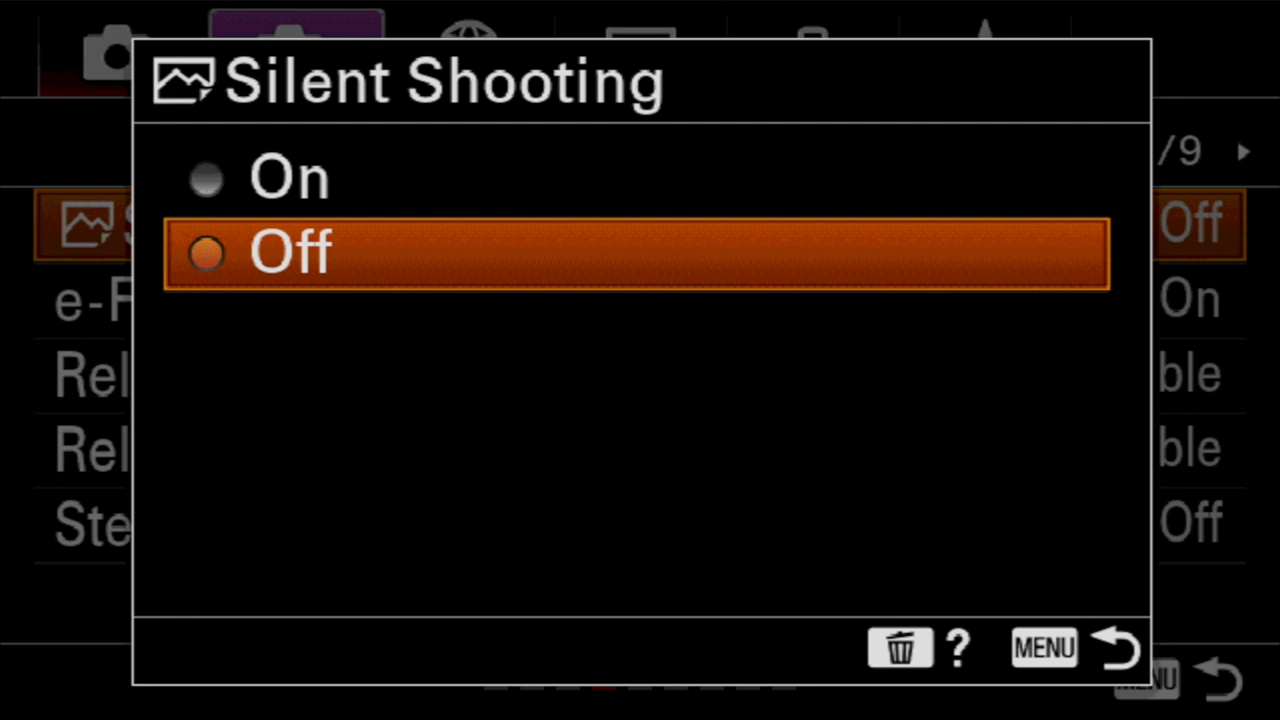 Silent Shooting
/9
On
Off
Off
e-F
On
Rel
ble
Rel
ble
Ste
Off
?
MENU